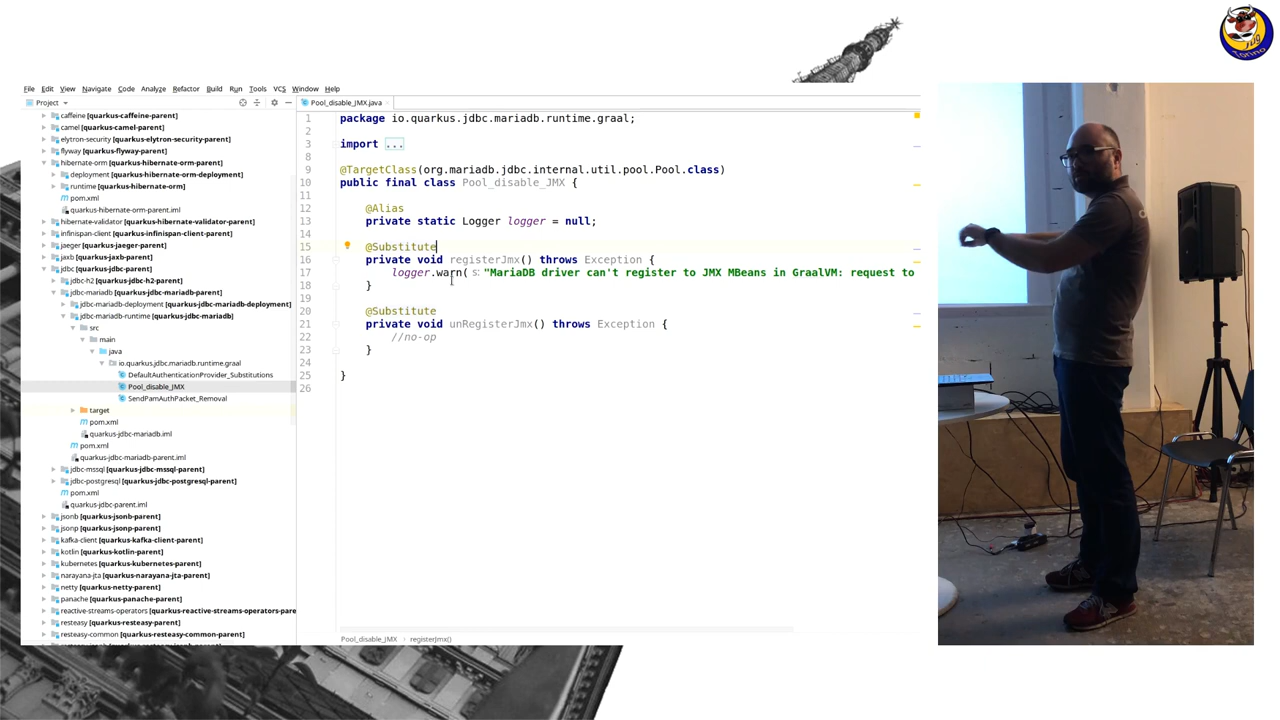 File Edit View Navigate Code Analyze Refactor Build Run Tools VCS Window Help
Project
caffeine [quarkus-caffeine-parent]
camel [quarkus-camel-parent]
elytron-security [quarkus-elytron-security-parent]
flyway [quarkus-flyway-parent]
hibernate-orm [quarkus-hibernate-orm-parent]
deployment [quarkus-hibernate-orm-deployment]
runtime [quarkus-hibernate-orm]
pom.xml
quarkus-hibernate-orm-parent.iml
hibernate-validator [quarkus-hibernate-validator-parent]
infinispan-client [quarkus-infinispan-client-parent]
jaeger [quarkus-jaeger-parent]
jaxb [quarkus-jaxb-parent]
jdbc [quarkus-jdbc-parent]
jdbc-h2 [quarkus-jdbc-h2-parent]
jdbc-mariadb [quarkus-jdbc-mariadb-parent]
jdbc-mariadb-deployment [quarkus-jdbc-mariadb-deployment]
jdbc-mariadb-runtime [quarkus-jdbc-mariadb]
src
main
java
io.quarkus.jdbc.mariadb.runtime.graal
DefaultAuthenticationProvider_Substitutions
Pool_disable_JMX
SendPamAuthPacket_Removal
target
pom.xml
quarkus-jdbc-mariadb.iml
pom.xml
quarkus-jdbc-mariadb-parent.iml
jdbc-mssql [quarkus-jdbc-mssql-parent]
jdbc-postgresql [quarkus-jdbc-postgresql-parent]
pom.xml
quarkus-jdbc-parent.iml
jsonb [quarkus-jsonb-parent]
jsonp [quarkus-jsonp-parent]
kafka-client [quarkus-kafka-client-parent]
kotlin [quarkus-kotlin-parent]
kubernetes [quarkus-kubernetes-parent]
narayana-jta [quarkus-narayana-jta-parent]
netty [quarkus-netty-parent]
panache [quarkus-panache-parent]
reactive-streams-operators [quarkus-reactive-streams-operators-pare
resteasy [quarkus-resteasy-parent]
resteasy-common [quarkus-resteasy-common-parent]
Pool_disable_JMX.java
1 package io.quarkus.jdbc.mariadb.runtime.graal;
2
3 import ...
8
9 @TargetClass(org.mariadb.jdbc.internal.util.pool.Pool.class)
10 public final class Pool_disable_JMX {
11
12 @Alias
13 private static Logger logger = null;
14
15 @Substitute
16 private void registerJmx() throws Exception {
17 logger.warn( s: "MariaDB driver can't register to JMX MBeans in GraalVM: request to
18 }
19
20 @Substitute
21 private void unRegisterJmx() throws Exception {
22 //no-op
23 }
24
25 }
26
Pool_disable_JMX › registerJmx()
jug
Torino